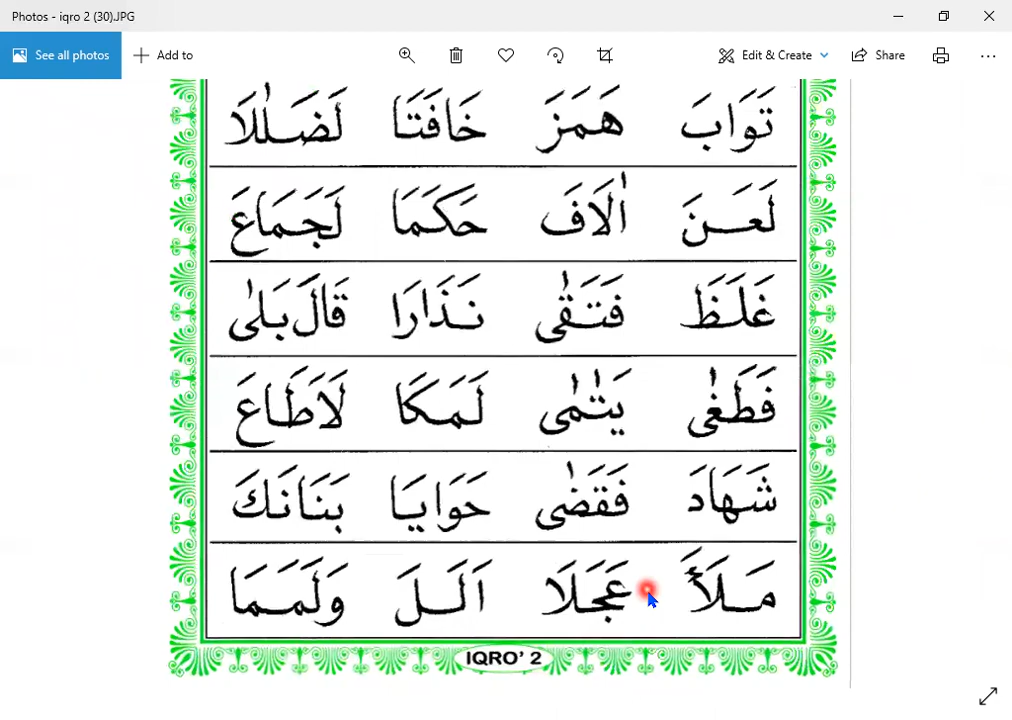 Photos - iqro 2 (30).JPG
See all photos + Add to Edit & Create Share
تَوَابَ هَمَزَ خَافَتَا لَضَلٰلَا
لَعَنَ اٰلَافَ حَكَمَا لَجَمَاعَ
غَلَظَ فَتَقٰى نَذَارَا قَالَ بَلٰى
فَطَغٰى يَتٰمٰى لَمَكَا لَاَطَاعَ
شَهَادَ فَقَضٰى حَوَايَا بَنَانَكَ
مَلَأَ عَجَلَا اَلَلَ وَلَمَمَا
IQRO' 2